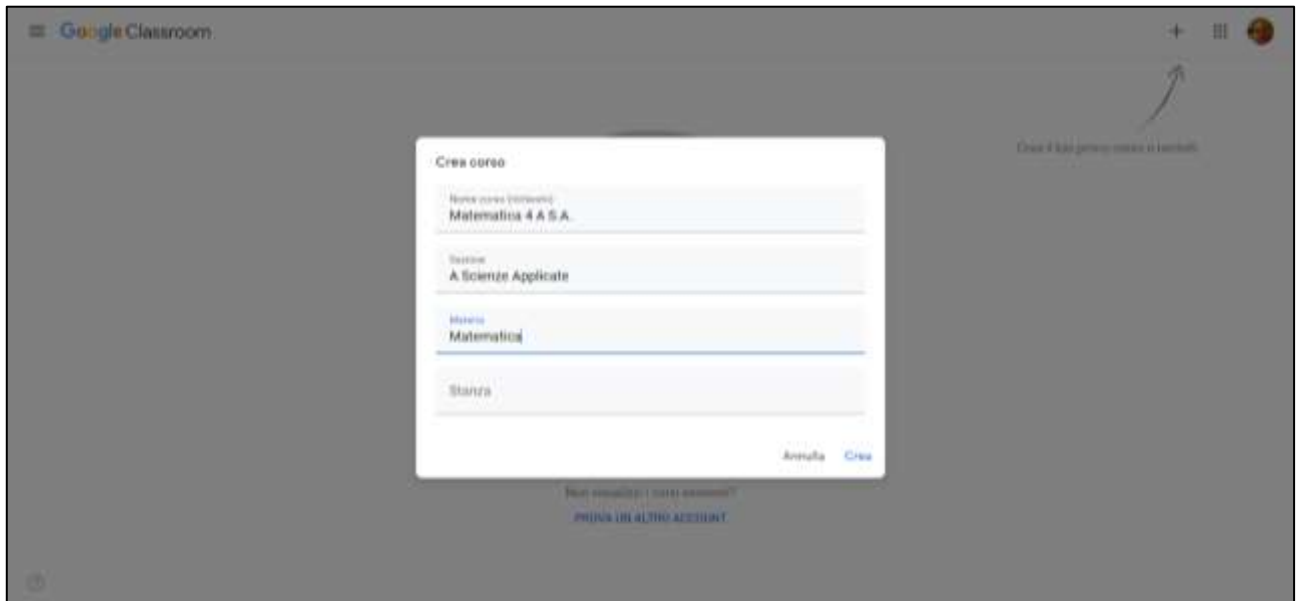 Google Classroom
Crea corso
Nome corso (richiesto)
Matematica 4 A S.A.
Sezione
A Scienze Applicate
Materia
Matematica
Stanza
Annulla Crea
PROVA UN ALTRO ACCOUNT